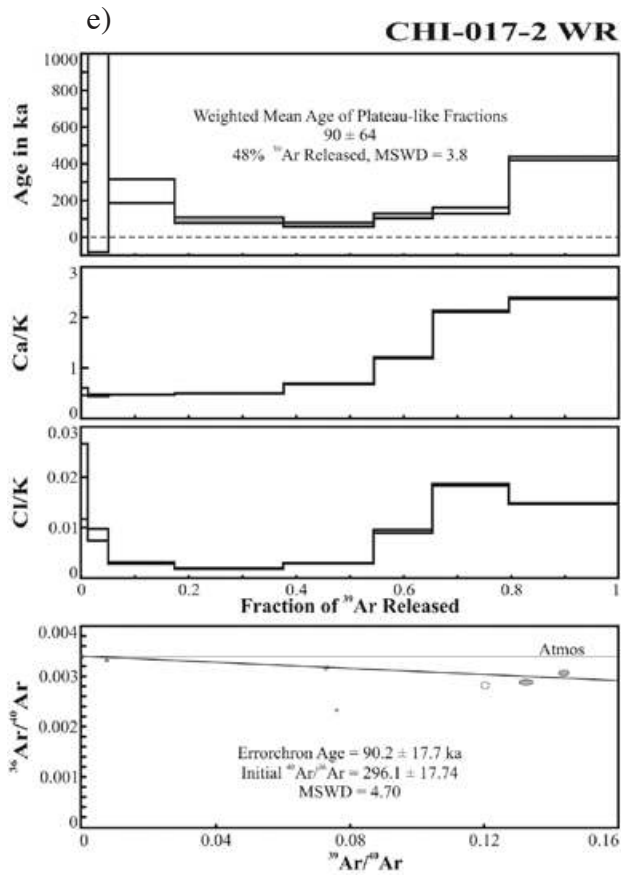 e)
CHI-017-2 WR
Age in ka
1000
800
600
400
200
0
Weighted Mean Age of Plateau-like Fractions
90 ± 64
48% ³⁹Ar Released, MSWD = 3.8
Ca/K
3
2
1
0
Cl/K
0.03
0.02
0.01
0
0 0.2 0.4 0.6 0.8 1
Fraction of ³⁹Ar Released
³⁶Ar/⁴⁰Ar
0.004
0.003
0.002
0.001
0
Atmos
Errorchron Age = 90.2 ± 17.7 ka
Initial ⁴⁰Ar/³⁶Ar = 296.1 ± 17.74
MSWD = 4.70
0 0.04 0.08 0.12 0.16
³⁹Ar/⁴⁰Ar